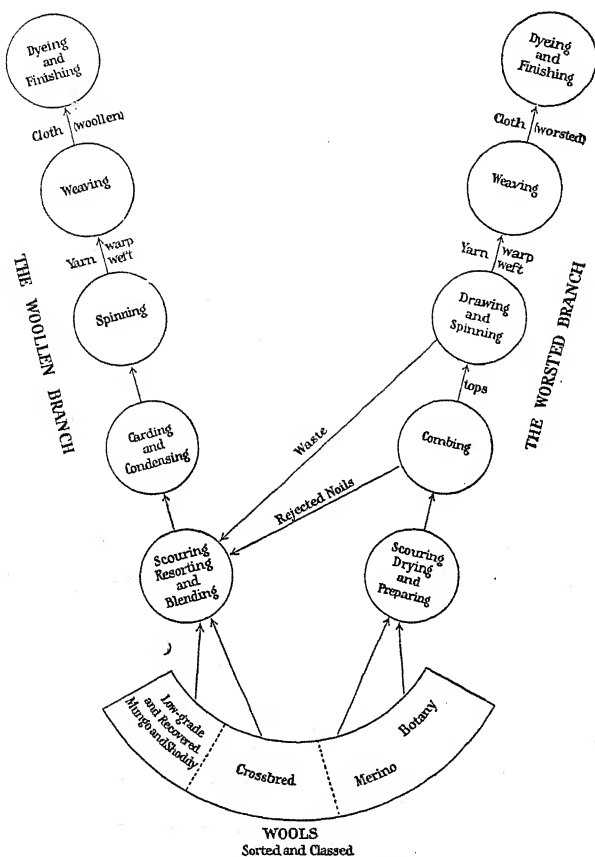 Dyeing
and
Finishing
Cloth (woollen)
Weaving
Yarn warp
weft
Spinning
Carding
and
Condensing
Scouring
Resorting
and
Blending
THE WOOLLEN BRANCH
Dyeing
and
Finishing
Cloth (worsted)
Weaving
Yarn warp
weft
Drawing
and
Spinning
tops
Combing
Scouring
Drying
and
Preparing
THE WORSTED BRANCH
Waste
Rejected Noils
Low-grade
and Recovered
Mungo and Shoddy
Crossbred
Merino
Botany
WOOLS
Sorted and Classed